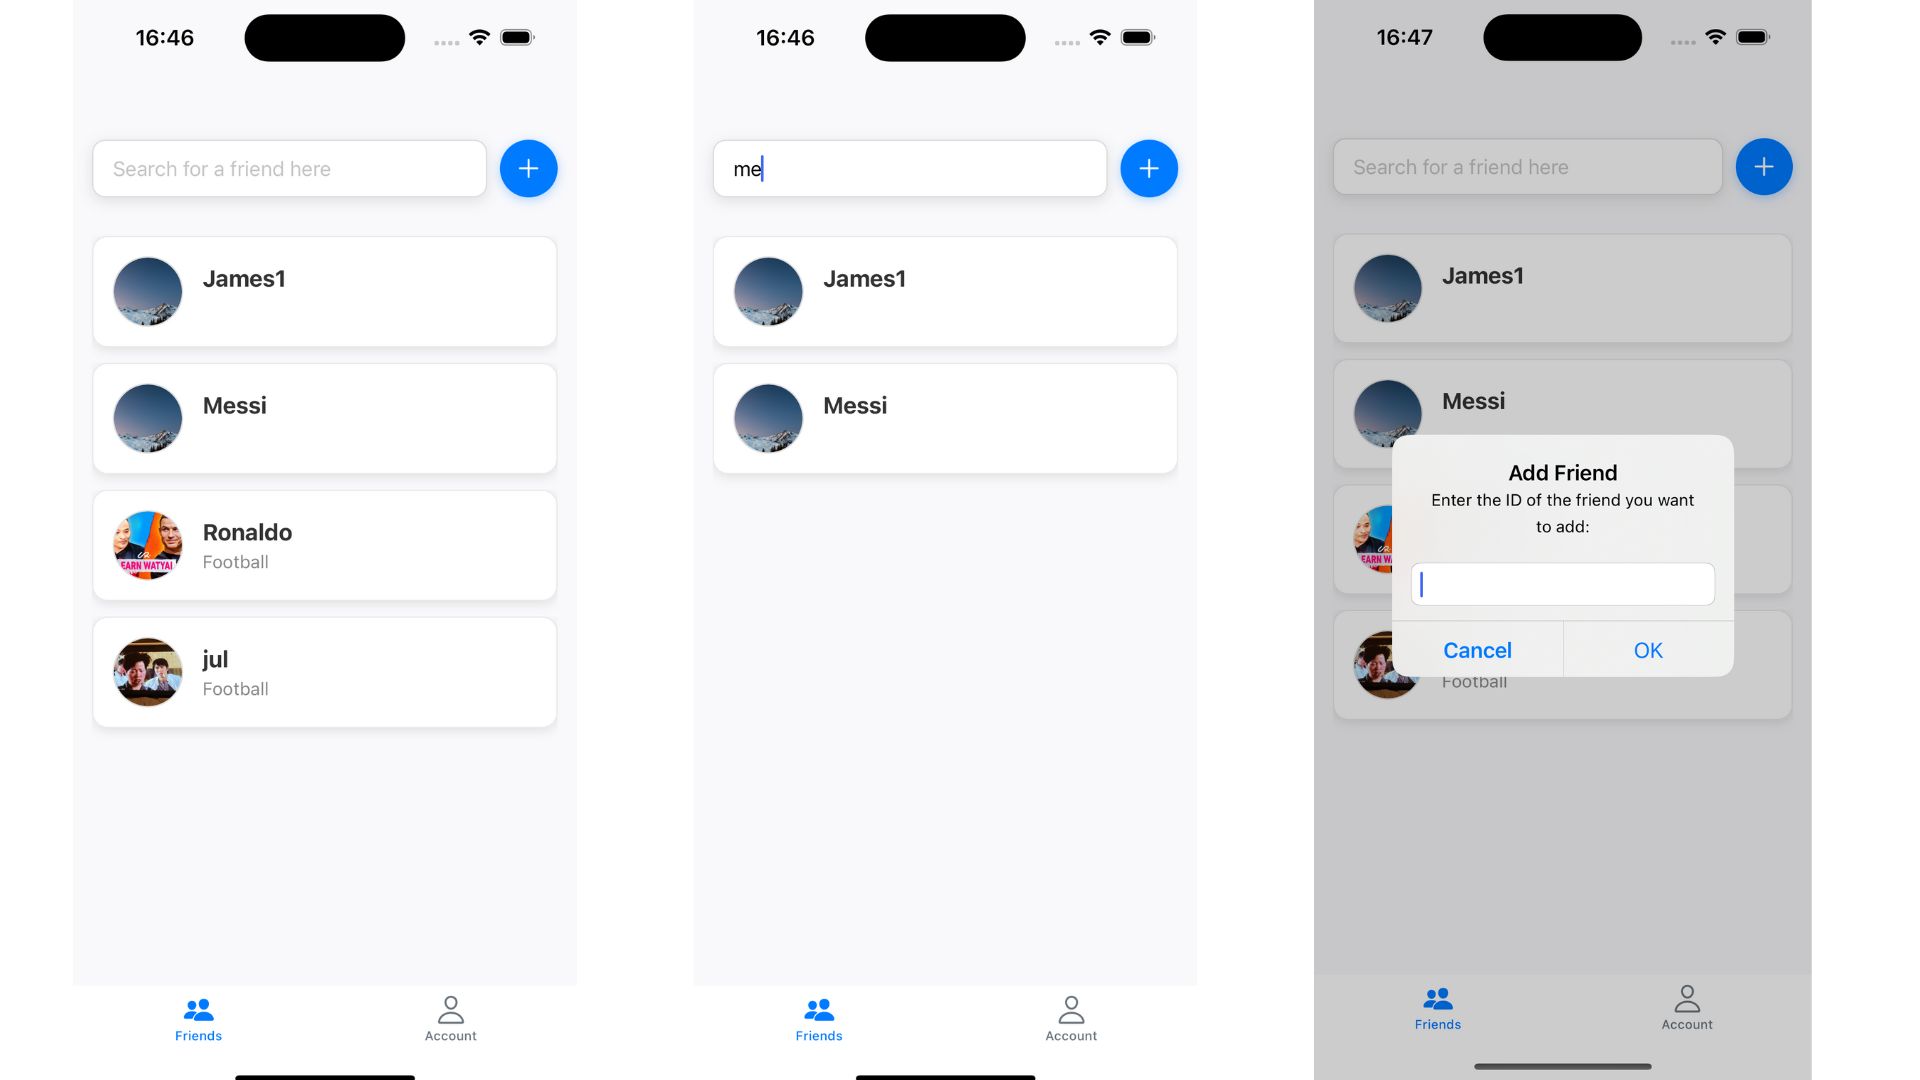 16:46
Search for a friend here
James1
Messi
Ronaldo
Football
EARN WATYAI
jul
Football
Friends
Account
16:46
me
James1
Messi
Friends
Account
16:47
Search for a friend here
James1
Messi
Add Friend
Enter the ID of the friend you want
to add:
Cancel
OK
Football
Friends
Account